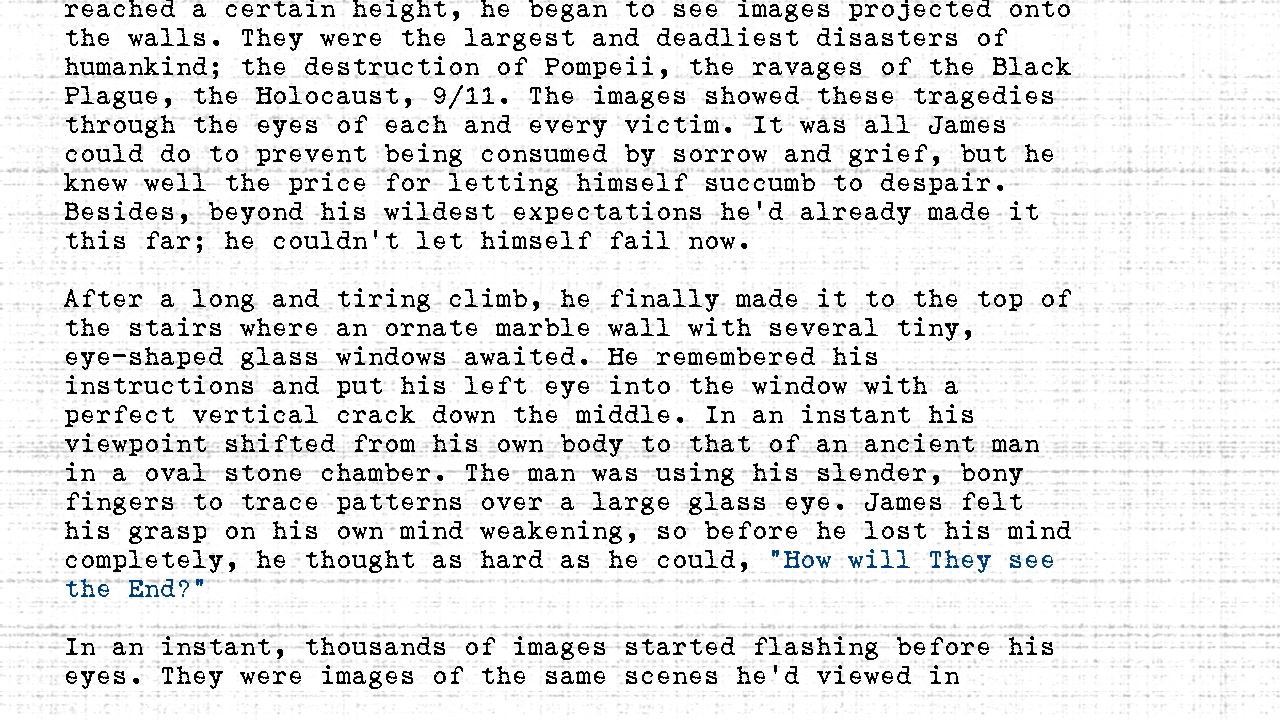 reached a certain height, he began to see images projected onto
the walls. They were the largest and deadliest disasters of
humankind; the destruction of Pompeii, the ravages of the Black
Plague, the Holocaust, 9/11. The images showed these tragedies
through the eyes of each and every victim. It was all James
could do to prevent being consumed by sorrow and grief, but he
knew well the price for letting himself succumb to despair.
Besides, beyond his wildest expectations he'd already made it
this far; he couldn't let himself fail now.
After a long and tiring climb, he finally made it to the top of
the stairs where an ornate marble wall with several tiny,
eye-shaped glass windows awaited. He remembered his
instructions and put his left eye into the window with a
perfect vertical crack down the middle. In an instant his
viewpoint shifted from his own body to that of an ancient man
in a oval stone chamber. The man was using his slender, bony
fingers to trace patterns over a large glass eye. James felt
his grasp on his own mind weakening, so before he lost his mind
completely, he thought as hard as he could, "How will They see
the End?"
In an instant, thousands of images started flashing before his
eyes. They were images of the same scenes he'd viewed in